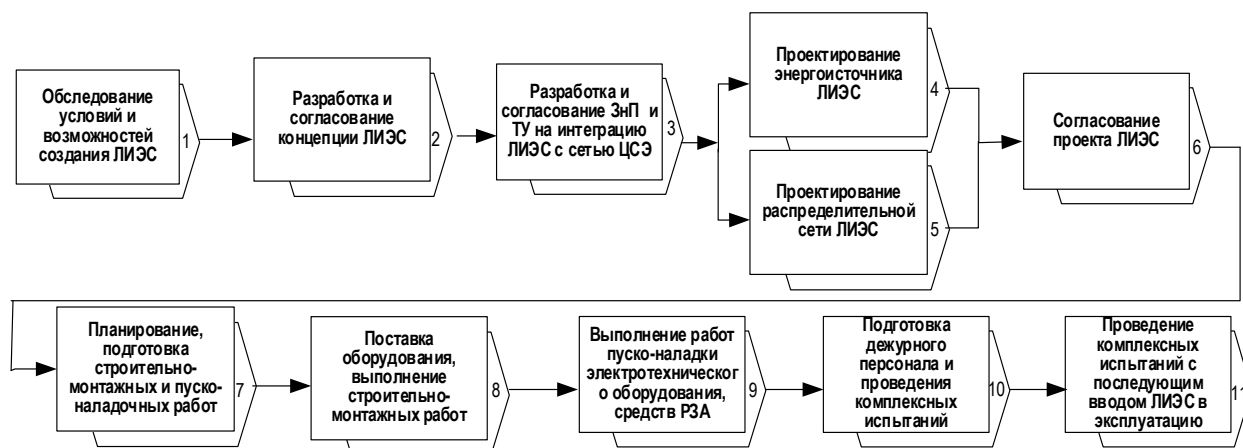 Обследование
условий и
возможностей
создания ЛИЭС
1
Разработка и
согласование
концепции ЛИЭС
2
Разработка и
согласование ЗнП и
ТУ на интеграцию
ЛИЭС с сетью ЦСЭ
3
Проектирование
энергоисточника
ЛИЭС
4
Проектирование
распределительной
сети ЛИЭС
5
Согласование
проекта ЛИЭС
6
Планирование,
подготовка
строительно-
монтажных и пуско-
наладочных работ
7
Поставка
оборудования,
выполнение
строительно-
монтажных работ
8
Выполнение работ
пуско-наладки
электротехническог
о оборудования,
средств РЗА
9
Подготовка
дежурного
персонала и
проведения
комплексных
испытаний
10
Проведение
комплексных
испытаний с
последующим
вводом ЛИЭС в
эксплуатацию
11